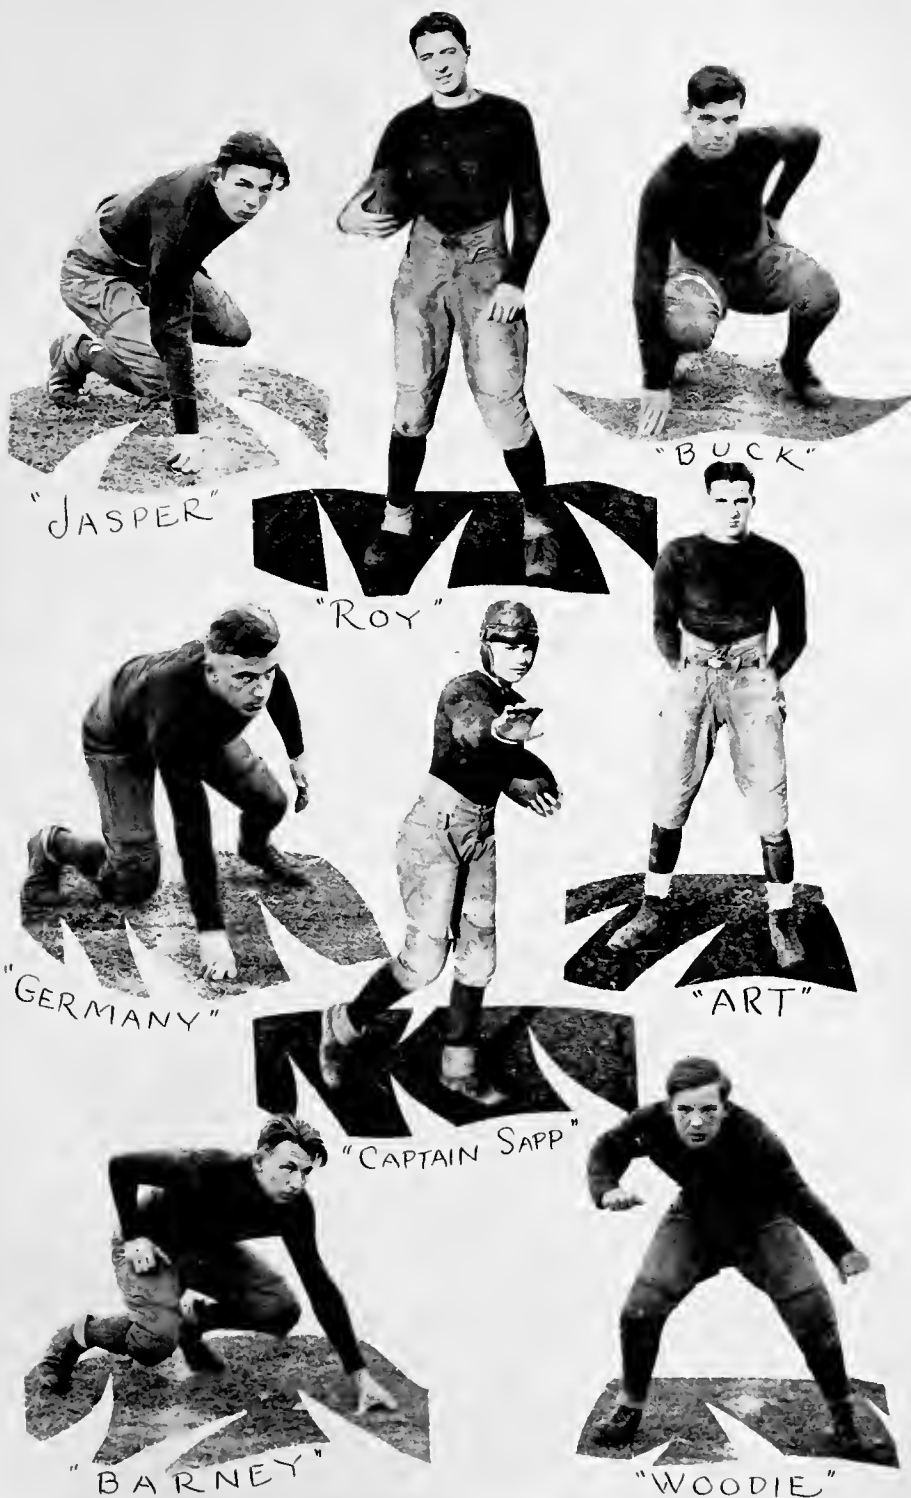 "JASPER"
"ROY"
"BUCK"
"GERMANY"
"CAPTAIN SAPP"
"ART"
"BARNEY"
"WOODIE"